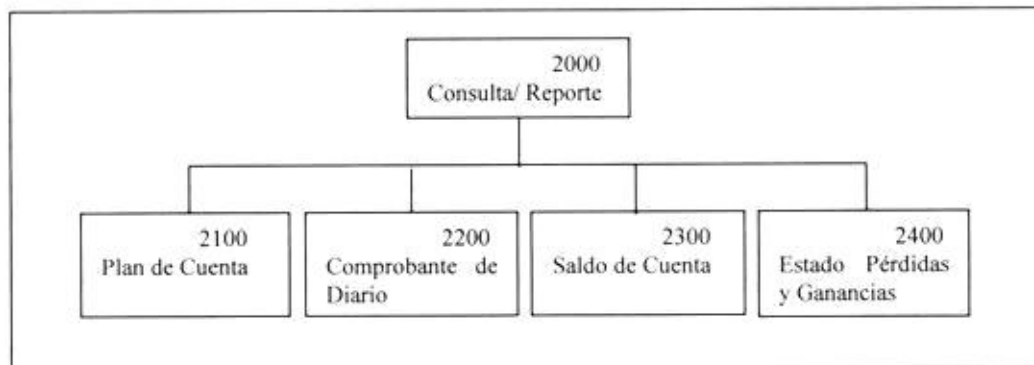 2000
Consulta/ Reporte
2100
Plan de Cuenta
2200
Comprobante de
Diario
2300
Saldo de Cuenta
2400
Estado Pérdidas
y Ganancias